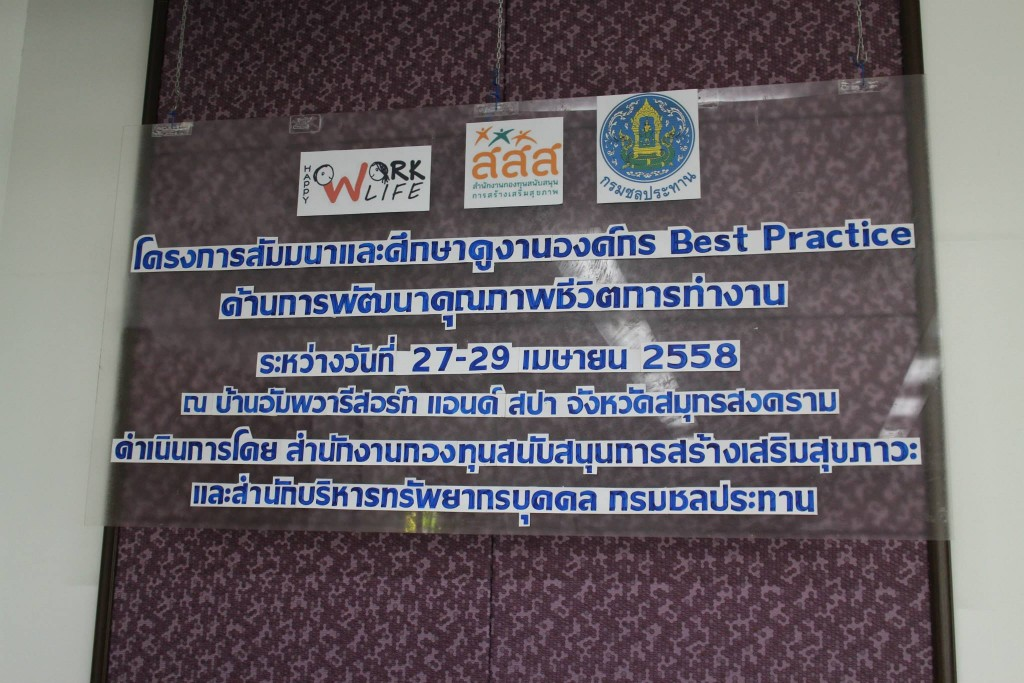 HAPPY WORK LIFE
สสส
สำนักงานกองทุนสนับสนุน
การสร้างเสริมสุขภาพ
กรมชลประทาน
โครงการสัมมนาและศึกษาดูงานองค์กร Best Practice
ด้านการพัฒนาคุณภาพชีวิตการทำงาน
ระหว่างวันที่ 27-29 เมษายน 2558
ณ บ้านอัมพวารีสอร์ท แอนด์ สปา จังหวัดสมุทรสงคราม
ดำเนินการโดย สำนักงานกองทุนสนับสนุนการสร้างเสริมสุขภาวะ
และสำนักบริหารทรัพยากรบุคคล กรมชลประทาน